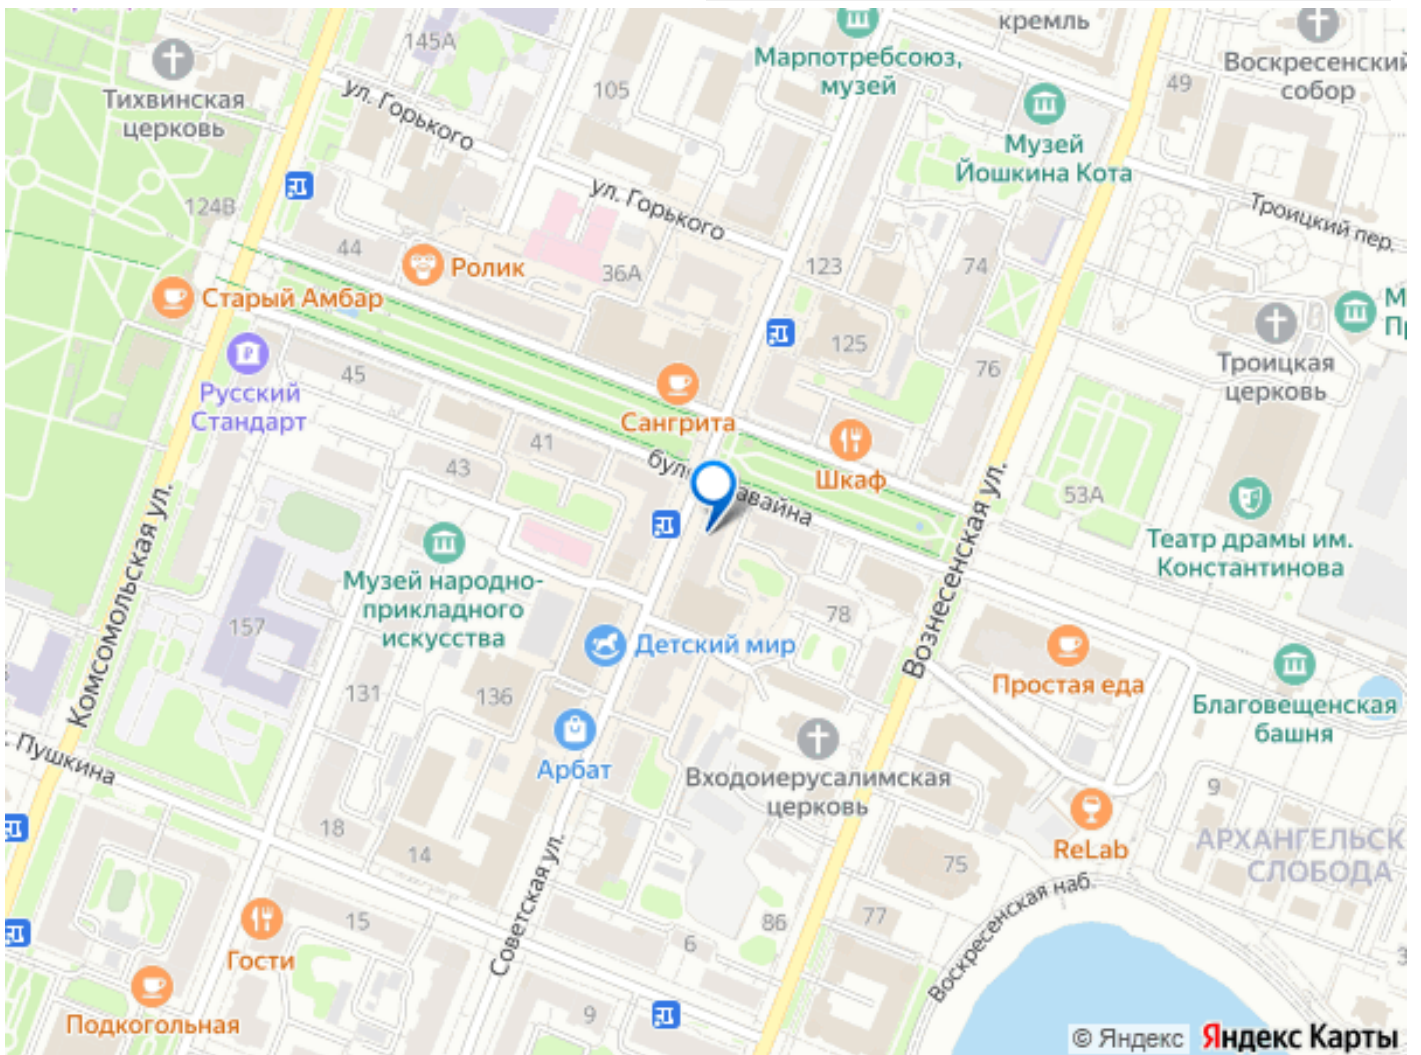 145А
Тихвинская
церковь
ул. Горького
105
Марпотребсоюз,
музей
кремль
Воскресенский
собор
49
Музей
Йошкина Кота
124В
ул. Горького
Троицкий пер.
44
Ролик
36А
123
74
Старый Амбар
125
76
Троицкая
церковь
45
Русский
Стандарт
Сангрита
Шкаф
41
43
53А
Театр драмы им.
Константинова
Комсомольская ул.
Вознесенская ул.
Музей народно-
прикладного
искусства
157
78
Детский мир
Простая еда
Благовещенская
башня
131
136
Арбат
Входоиерусалимская
церковь
Пушкина
18
14
9
ReLab
АРХАНГЕЛЬСК
СЛОБОДА
75
Советская ул.
Воскресенская наб.
15
77
86
6
Гости
Подкогольная
9
© Яндекс Яндекс Карты